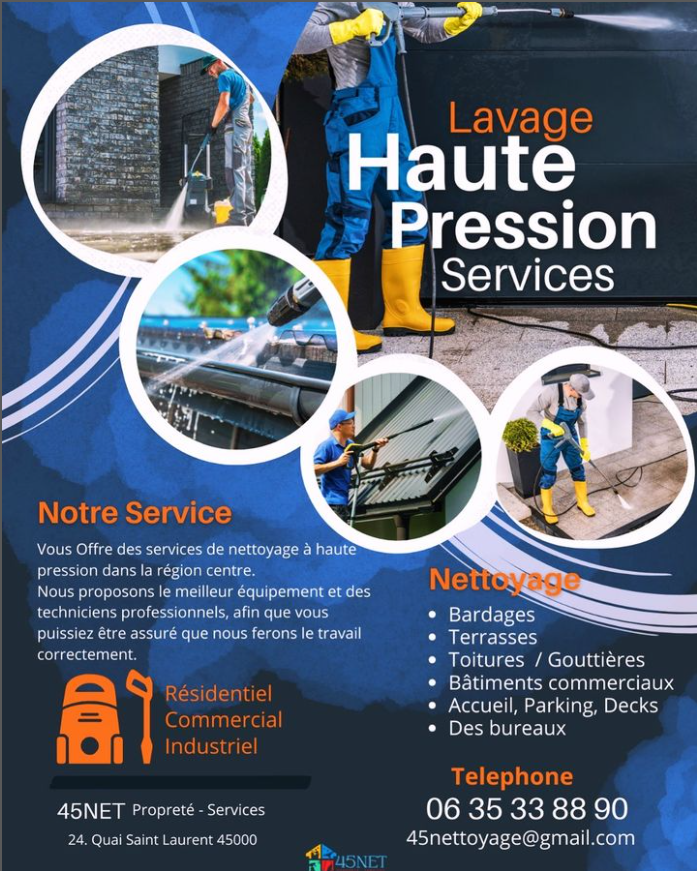 Lavage
Haute
Pression
Services
Notre Service
Vous Offre des services de nettoyage à haute
pression dans la région centre.
Nous proposons le meilleur équipement et des
techniciens professionnels, afin que vous
puissiez être assuré que nous ferons le travail
correctement.
Résidentiel
Commercial
Industriel
45NET Propreté - Services
24. Quai Saint Laurent 45000
Nettoyage
• Bardages
• Terrasses
• Toitures / Gouttières
• Bâtiments commerciaux
• Accueil, Parking, Decks
• Des bureaux
Telephone
06 35 33 88 90
45nettoyage@gmail.com
45NET